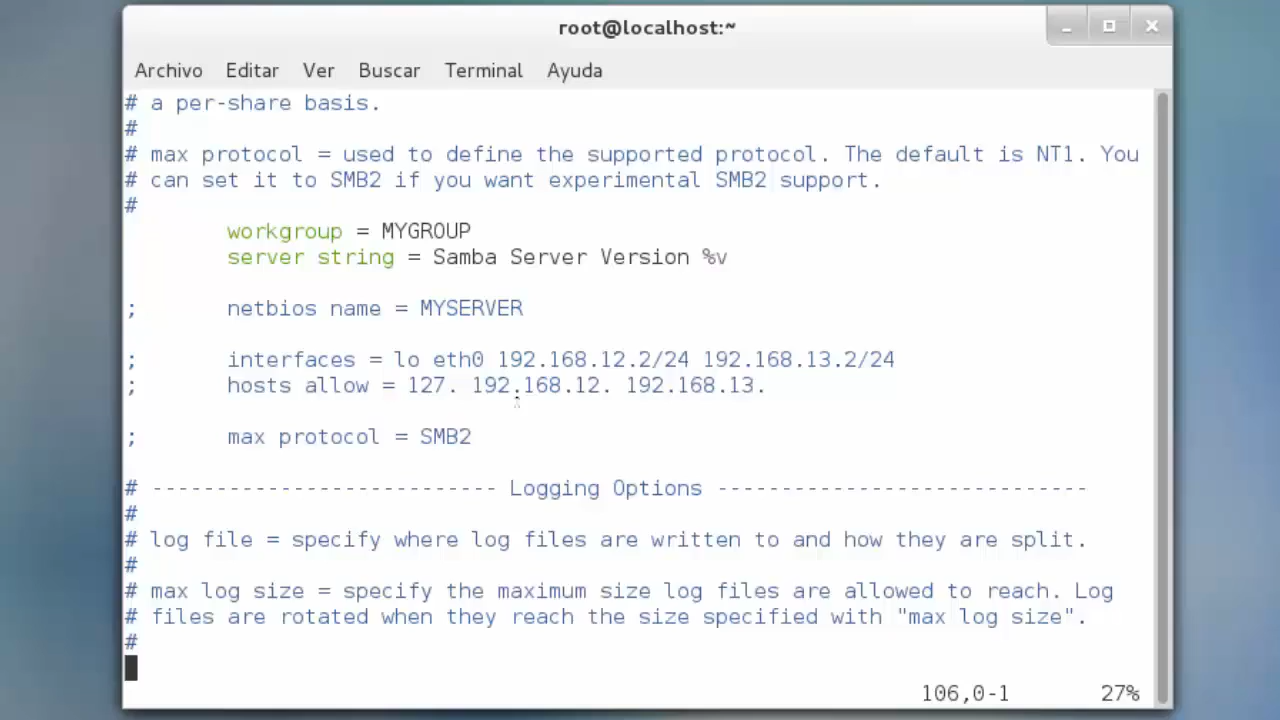 root@localhost:~
Archivo Editar Ver Buscar Terminal Ayuda
# a per-share basis.
#
# max protocol = used to define the supported protocol. The default is NT1. You
# can set it to SMB2 if you want experimental SMB2 support.
#
workgroup = MYGROUP
server string = Samba Server Version %v
; netbios name = MYSERVER
; interfaces = lo eth0 192.168.12.2/24 192.168.13.2/24
; hosts allow = 127. 192.168.12. 192.168.13.
; max protocol = SMB2
# --------------------------- Logging Options -----------------------------
#
# log file = specify where log files are written to and how they are split.
#
# max log size = specify the maximum size log files are allowed to reach. Log
# files are rotated when they reach the size specified with "max log size".
#
106,0-1 27%